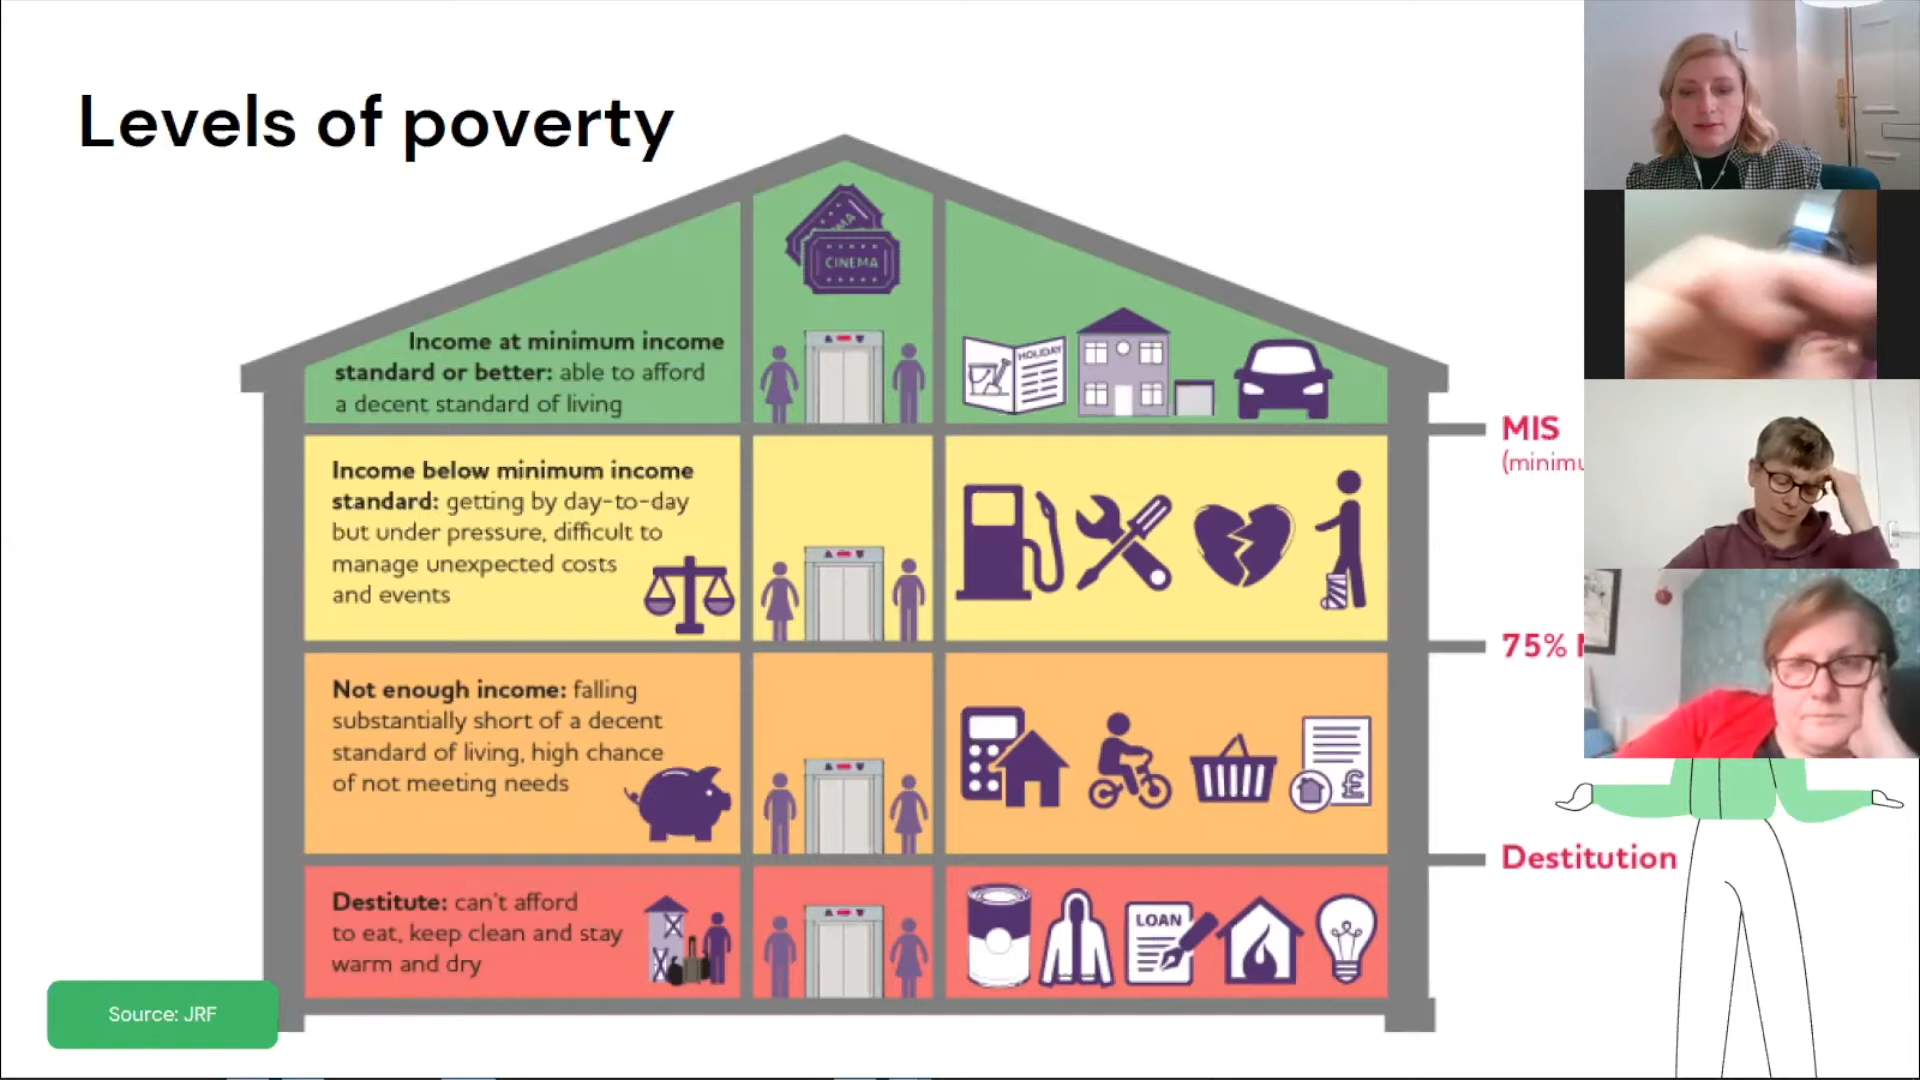 Levels of poverty
CINEMA
Income at minimum income
standard or better: able to afford
a decent standard of living
HOLIDAY
MIS
Income below minimum income
standard: getting by day-to-day
but under pressure, difficult to
manage unexpected costs
and events
75%
Not enough income: falling
substantially short of a decent
standard of living, high chance
of not meeting needs
£
Destitution
Destitute: can't afford
to eat, keep clean and stay
warm and dry
LOAN
Source: JRF